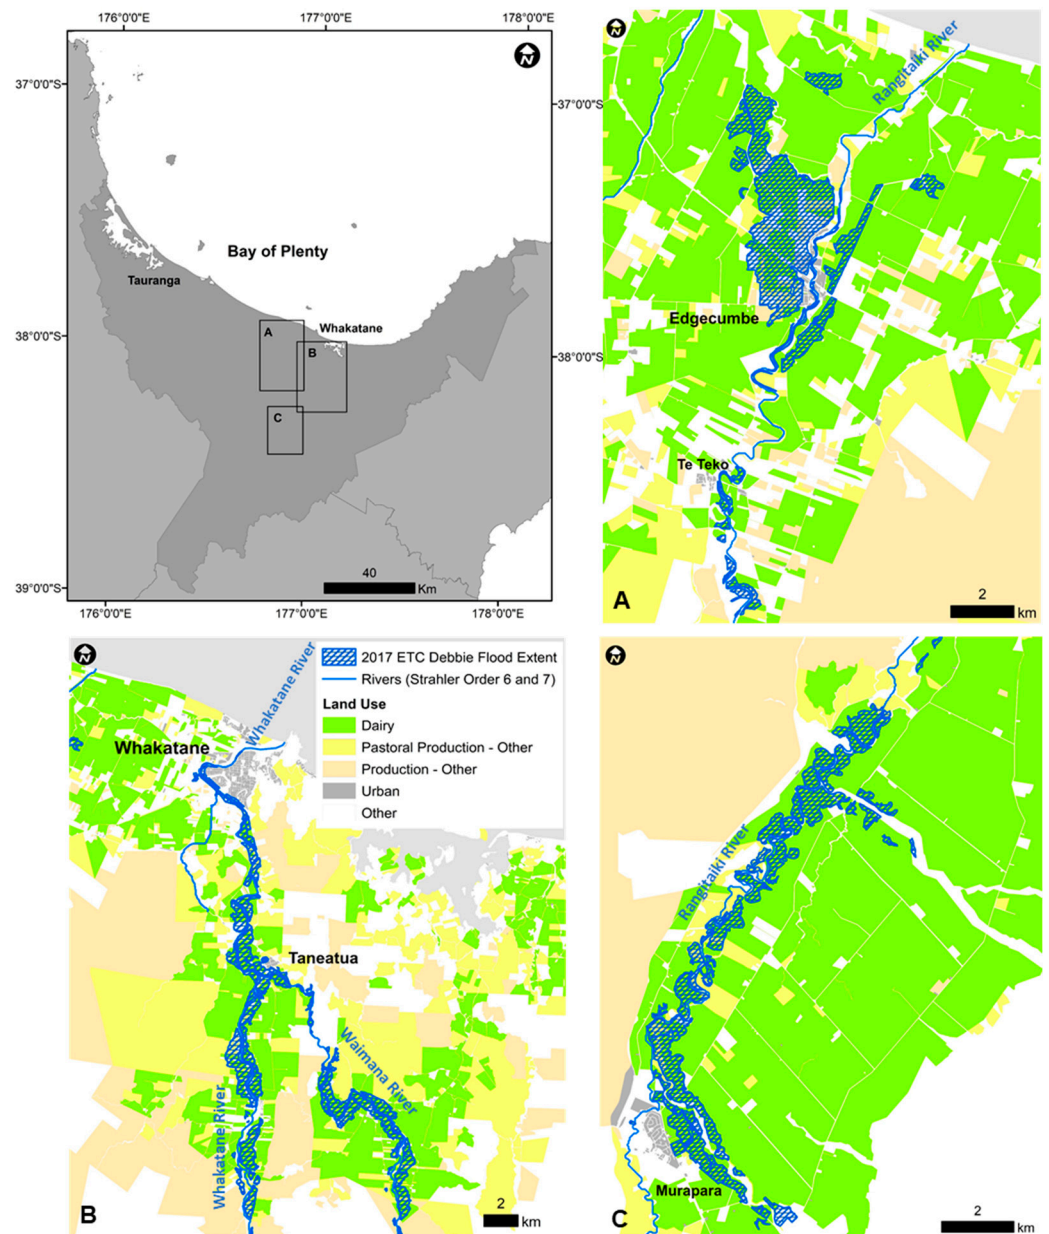 176°0'0"E
177°0'0"E
178°0'0"E
N
37°0'0"S
37°0'0"S
Bay of Plenty
Tauranga
Whakatane
A
B
C
38°0'0"S
38°0'0"S
40
Km
39°0'0"S
176°0'0"E
177°0'0"E
178°0'0"E
N
Rangitaiki River
Edgecumbe
Te Teko
A
2
km
N
Whakatane River
Whakatane
2017 ETC Debbie Flood Extent
Rivers (Strahler Order 6 and 7)
Land Use
Dairy
Pastoral Production - Other
Production - Other
Urban
Other
Taneatua
Waimana River
Whakatane River
B
2
km
N
Rangitaiki River
Murapara
C
2
km